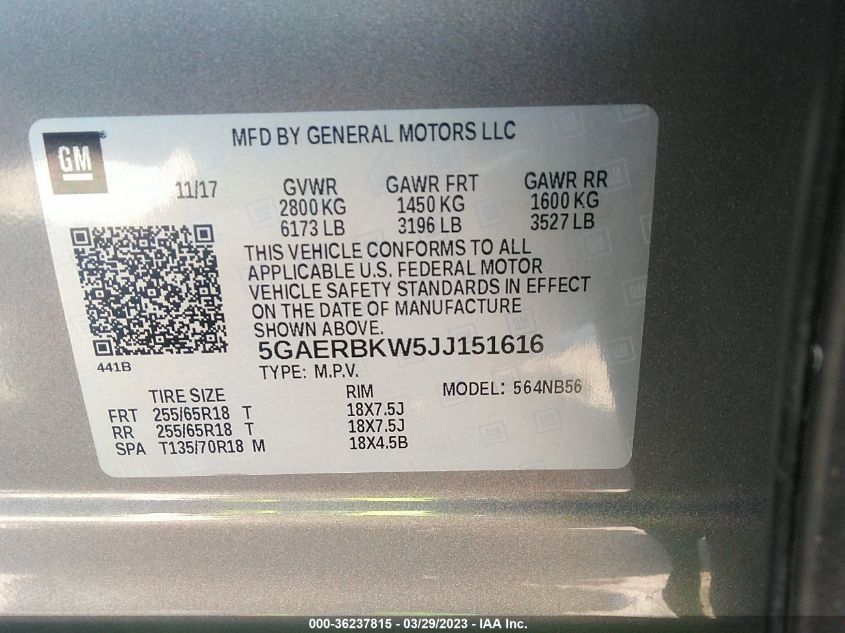 GM
®
MFD BY GENERAL MOTORS LLC
11/17
GVWR GAWR FRT GAWR RR
2800 KG 1450 KG 1600 KG
6173 LB 3196 LB 3527 LB
THIS VEHICLE CONFORMS TO ALL
APPLICABLE U.S. FEDERAL MOTOR
VEHICLE SAFETY STANDARDS IN EFFECT
ON THE DATE OF MANUFACTURE
SHOWN ABOVE.
5GAERBKW5JJ151616
441B
TYPE: M.P.V.
MODEL: 564NB56
TIRE SIZE RIM
FRT 255/65R18 T 18X7.5J
RR 255/65R18 T 18X7.5J
SPA T135/70R18 M 18X4.5B
000-36237815 - 03/29/2023 - IAA Inc.